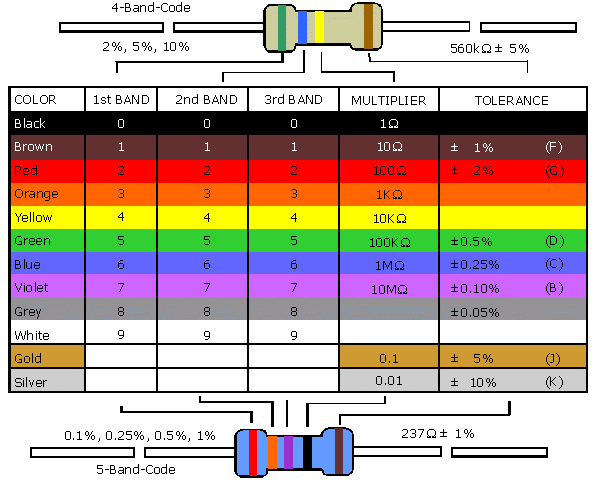 4-Band-Code
2%, 5%, 10%
560kΩ ± 5%
COLOR 1st BAND 2nd BAND 3rd BAND MULTIPLIER TOLERANCE
Black 0 0 0 1Ω
Brown 1 1 1 10Ω ± 1% (F)
Red 2 2 2 100Ω ± 2% (G)
Orange 3 3 3 1KΩ
Yellow 4 4 4 10KΩ
Green 5 5 5 100KΩ ±0.5% (D)
Blue 6 6 6 1MΩ ±0.25% (C)
Violet 7 7 7 10MΩ ±0.10% (B)
Grey 8 8 8 ±0.05%
White 9 9 9
Gold 0.1 ± 5% (J)
Silver 0.01 ± 10% (K)
0.1%, 0.25%, 0.5%, 1%
237Ω ± 1%
5-Band-Code